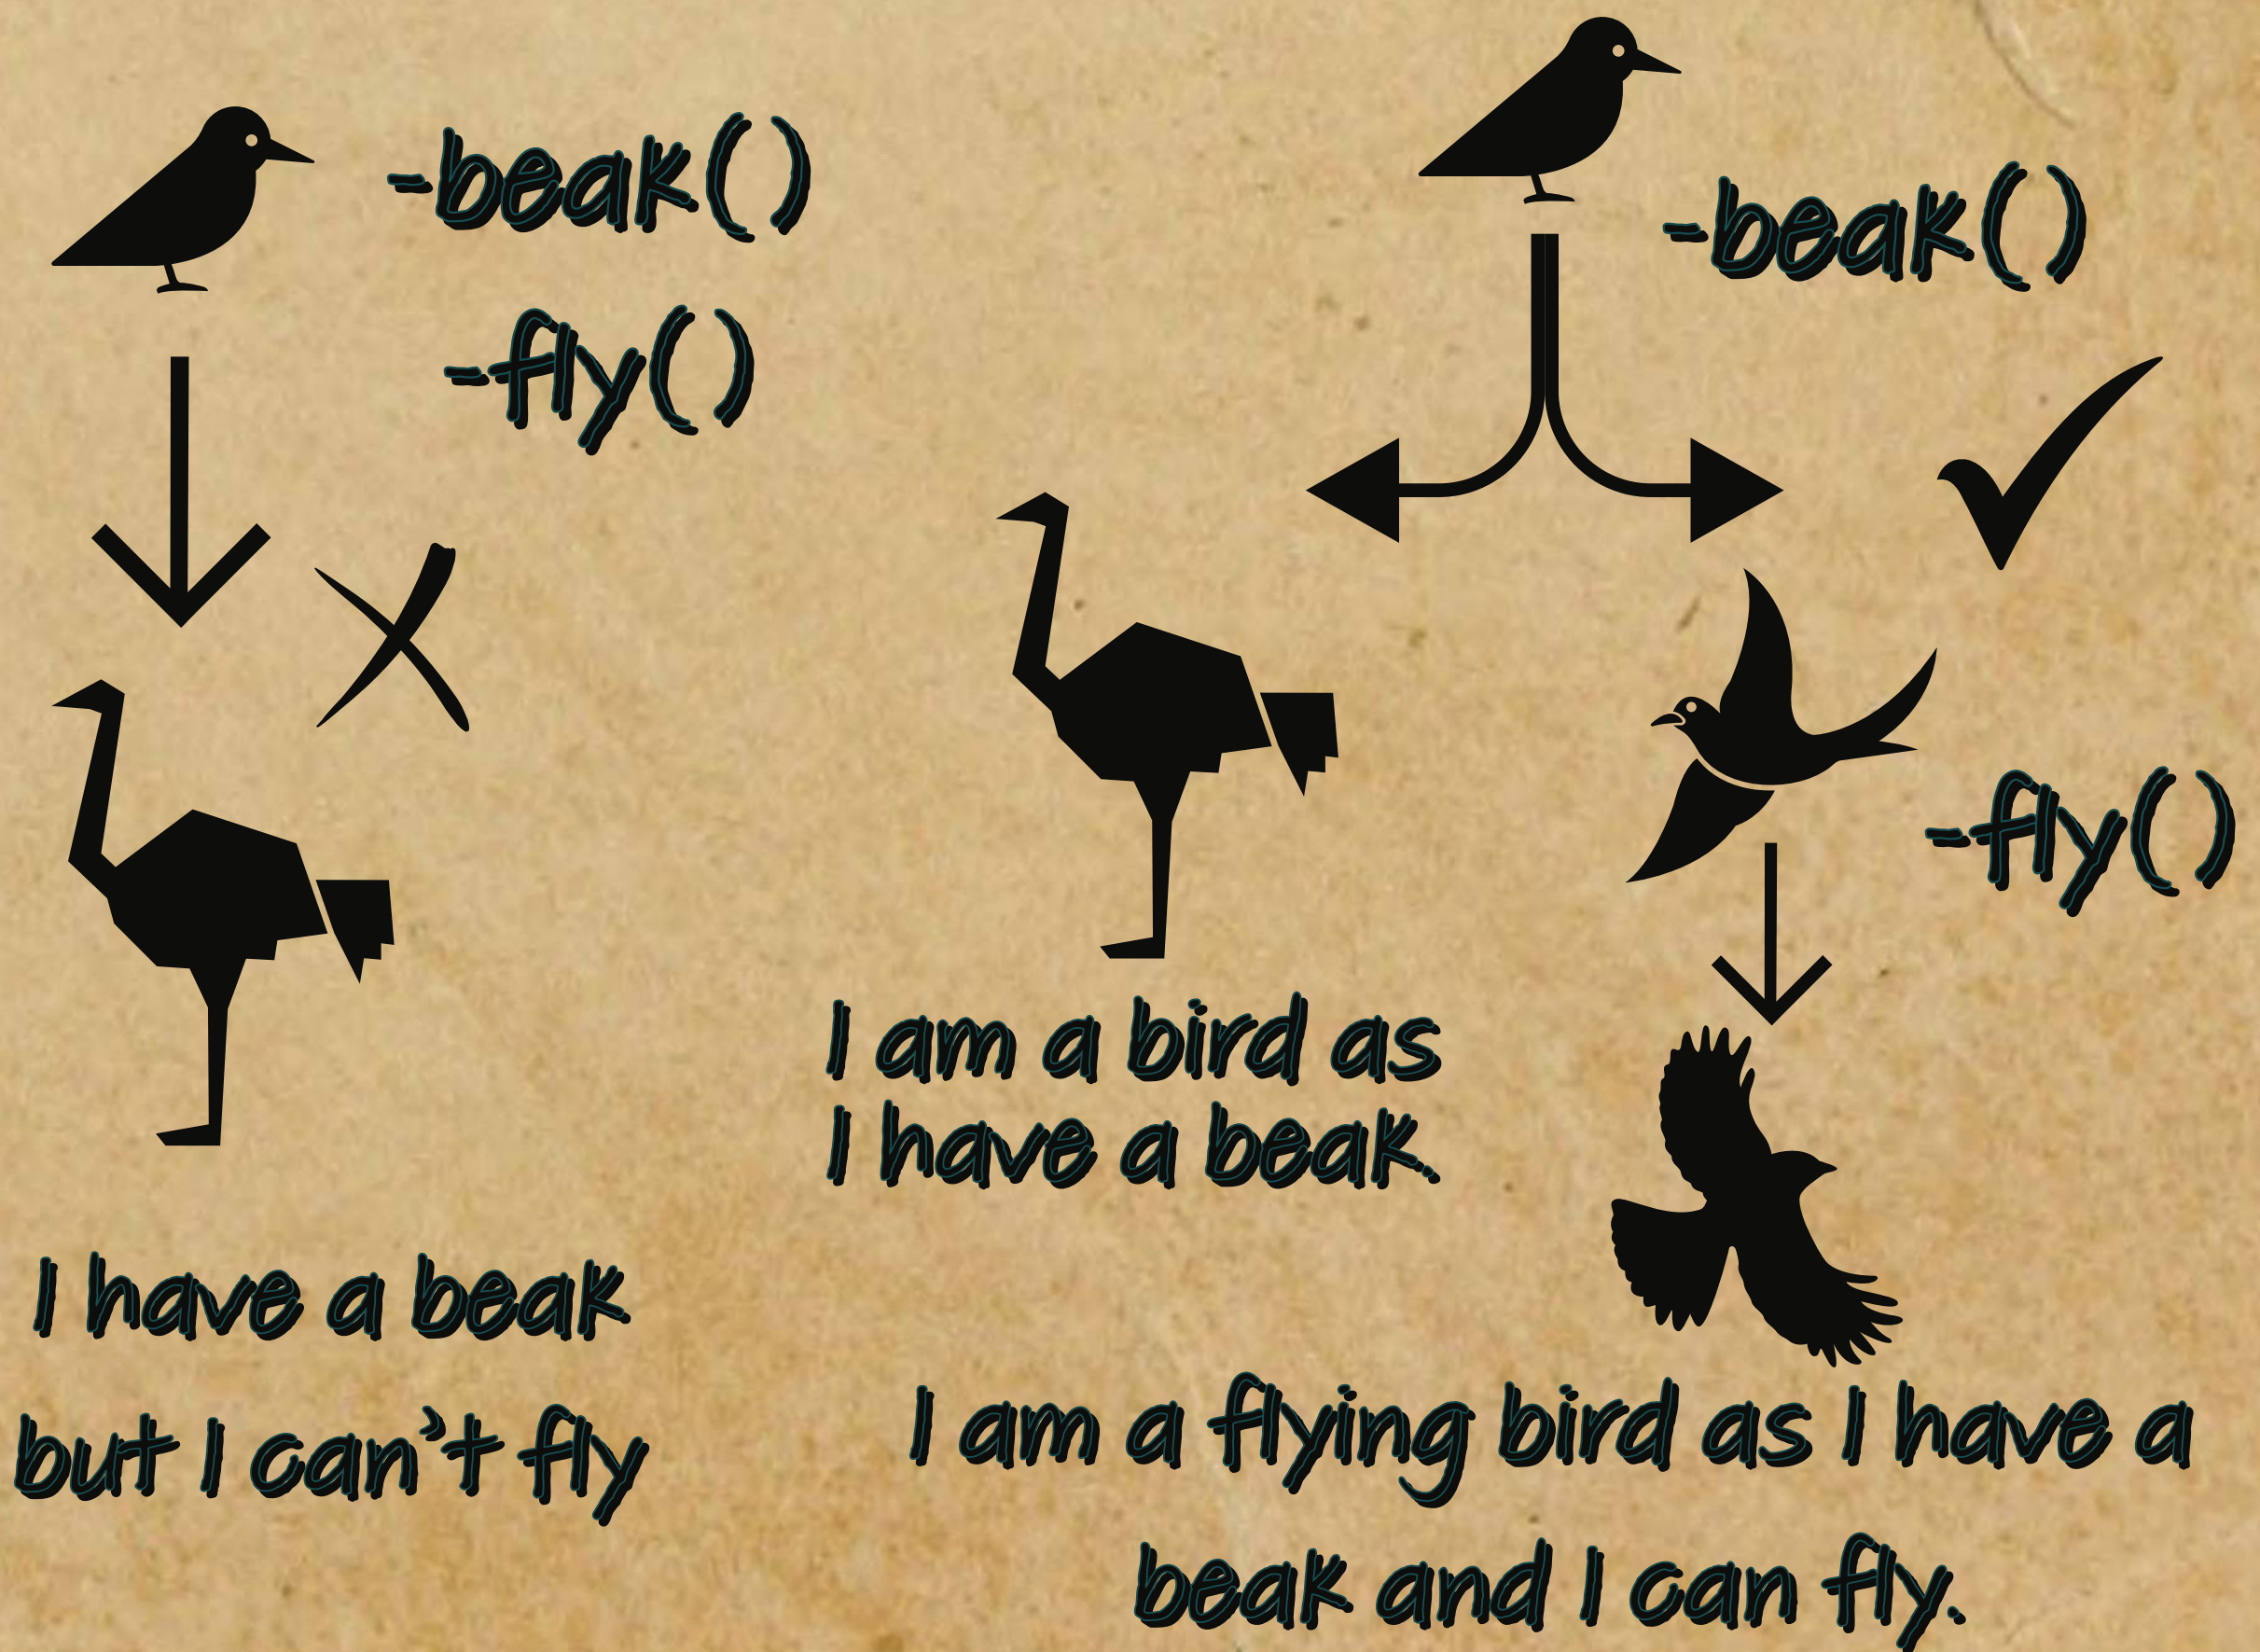 -beak()
-fly()
I have a beak
but I can't fly
-beak()
I am a bird as
I have a beak.
-fly()
I am a flying bird as I have a
beak and I can fly.